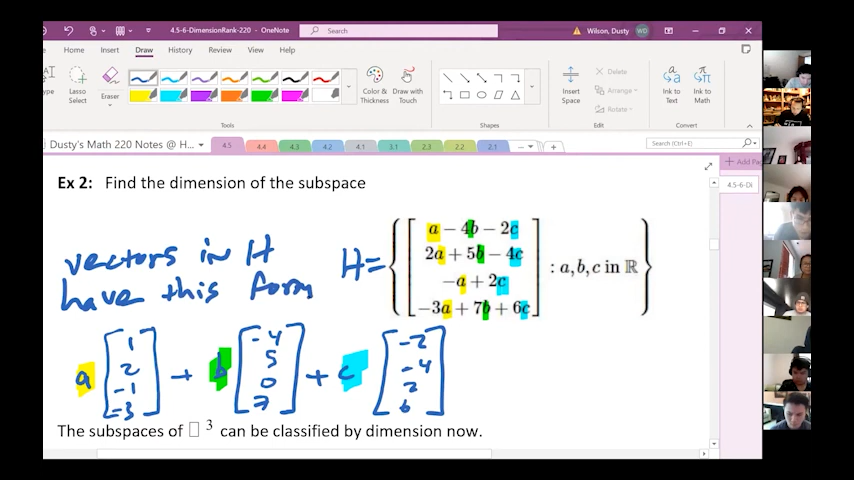 4.5-6-DimensionRank-220 - OneNote
Search
Wilson, Dusty
WD
Home Insert Draw History Review View Help
Type
Lasso Select
Eraser
Color & Thickness
Draw with Touch
Insert Space
Delete
Arrange
Rotate
Ink to Text
Ink to Math
Tools
Shapes
Edit
Convert
Dusty's Math 220 Notes @ H...
4.5 4.4 4.3 4.2 4.1 3.1 2.3 2.2 2.1
Search (Ctrl+E)
Add Pag
4.5-6-Di
Ex 2: Find the dimension of the subspace
vectors in H
have this form
H = { [ a − 4b − 2c
2a + 5b − 4c
−a + 2c
−3a + 7b + 6c ] : a, b, c in ℝ }
a [ 1 2 -1 -3 ] + b [ -4 5 0 7 ] + c [ -2 -4 2 6 ]
The subspaces of □ 3 can be classified by dimension now.